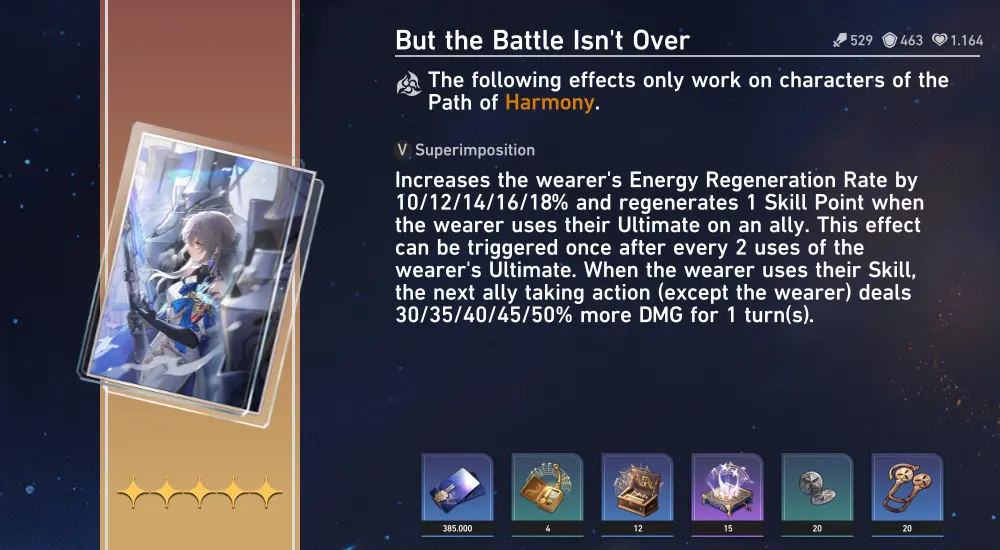 But the Battle Isn't Over
529 463 1.164
The following effects only work on characters of the
Path of Harmony.
V Superimposition
Increases the wearer's Energy Regeneration Rate by
10/12/14/16/18% and regenerates 1 Skill Point when
the wearer uses their Ultimate on an ally. This effect
can be triggered once after every 2 uses of the
wearer's Ultimate. When the wearer uses their Skill,
the next ally taking action (except the wearer) deals
30/35/40/45/50% more DMG for 1 turn(s).
385.000 4 12 15 20 20